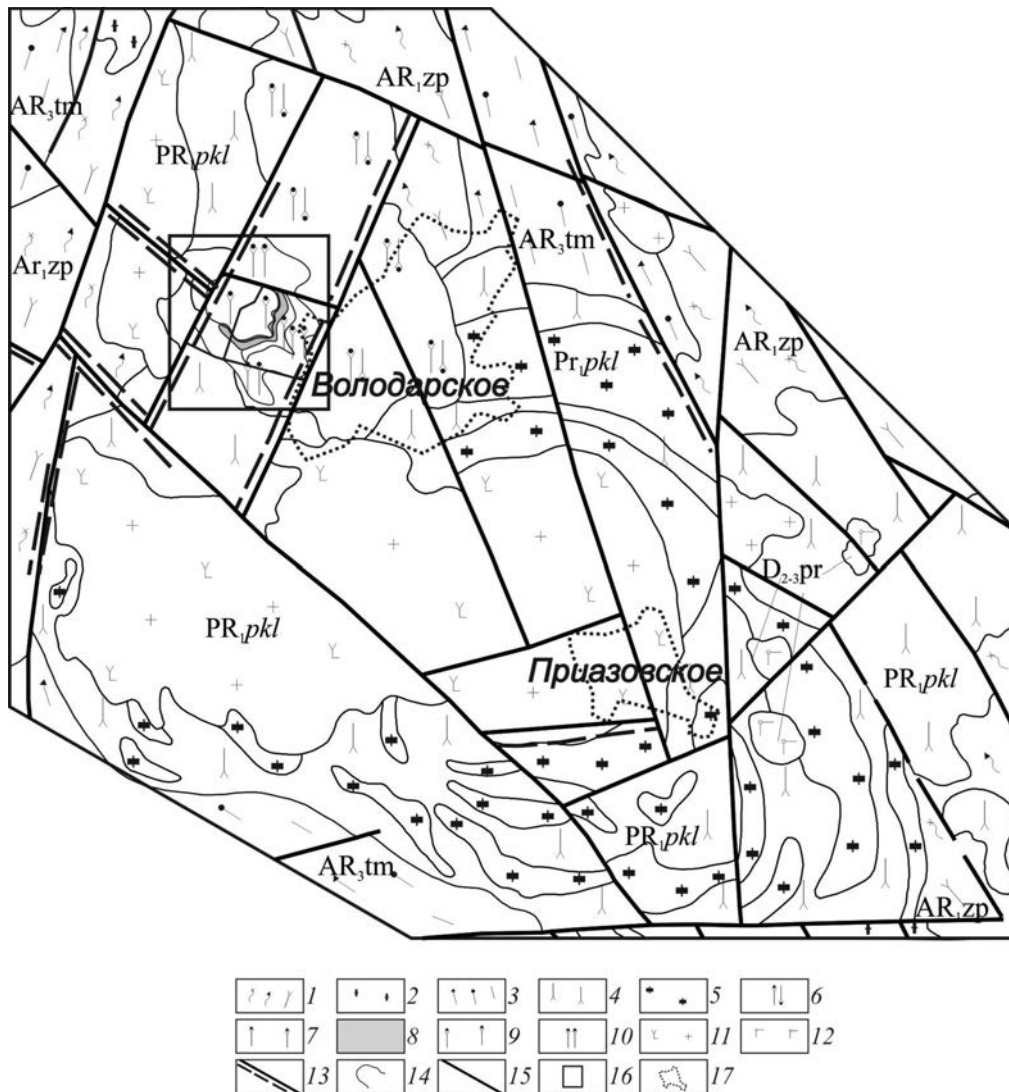 AR₁zp
AR₃tm
PR₁pkl
AR₃tm
Ar₁zp
AR₁zp
Pr₁pkl
Володарское
D₂₋₃pr
PR₁pkl
Приазовское
PR₁pkl
PR₁pkl
AR₃tm
AR₁zp
1 2 3 4 5 6
7 8 9 10 11 12
13 14 15 16 17